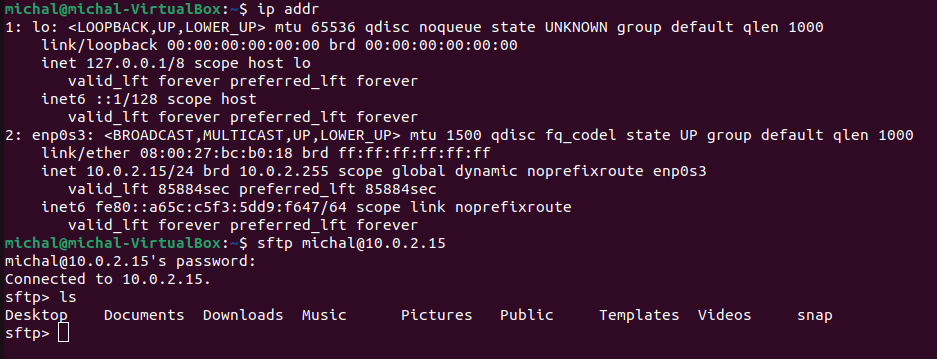 michal@michal-VirtualBox:~$ ip addr
1: lo: <LOOPBACK,UP,LOWER_UP> mtu 65536 qdisc noqueue state UNKNOWN group default qlen 1000
    link/loopback 00:00:00:00:00:00 brd 00:00:00:00:00:00
    inet 127.0.0.1/8 scope host lo
       valid_lft forever preferred_lft forever
    inet6 ::1/128 scope host
       valid_lft forever preferred_lft forever
2: enp0s3: <BROADCAST,MULTICAST,UP,LOWER_UP> mtu 1500 qdisc fq_codel state UP group default qlen 1000
    link/ether 08:00:27:bc:b0:18 brd ff:ff:ff:ff:ff:ff
    inet 10.0.2.15/24 brd 10.0.2.255 scope global dynamic noprefixroute enp0s3
       valid_lft 85884sec preferred_lft 85884sec
    inet6 fe80::a65c:c5f3:5dd9:f647/64 scope link noprefixroute
       valid_lft forever preferred_lft forever
michal@michal-VirtualBox:~$ sftp michal@10.0.2.15
michal@10.0.2.15's password:
Connected to 10.0.2.15.
sftp> ls
Desktop    Documents  Downloads  Music      Pictures   Public     Templates  Videos     snap
sftp>